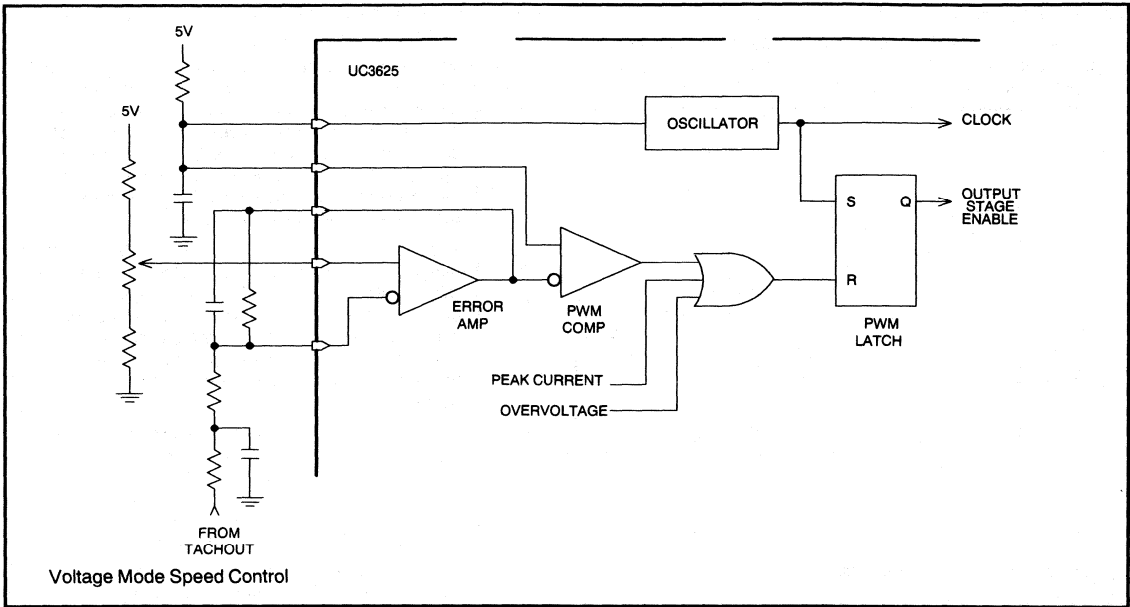 5V
UC3625
5V
OSCILLATOR
CLOCK
S
Q
OUTPUT
STAGE
ENABLE
R
ERROR
AMP
PWM
COMP
PWM
LATCH
PEAK CURRENT
OVERVOLTAGE
FROM
TACHOUT
Voltage Mode Speed Control